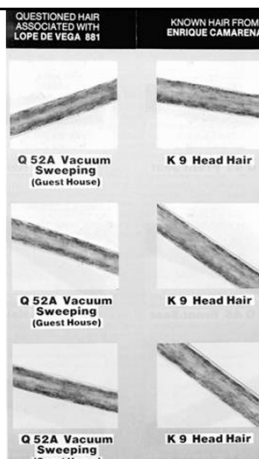 QUESTIONED HAIR
ASSOCIATED WITH
LOPE DE VEGA 881
KNOWN HAIR FROM
ENRIQUE CAMARENA
Q 52A Vacuum
Sweeping
(Guest House)
K 9 Head Hair
Q 52A Vacuum
Sweeping
(Guest House)
K 9 Head Hair
Q 52A Vacuum
Sweeping
K 9 Head Hair